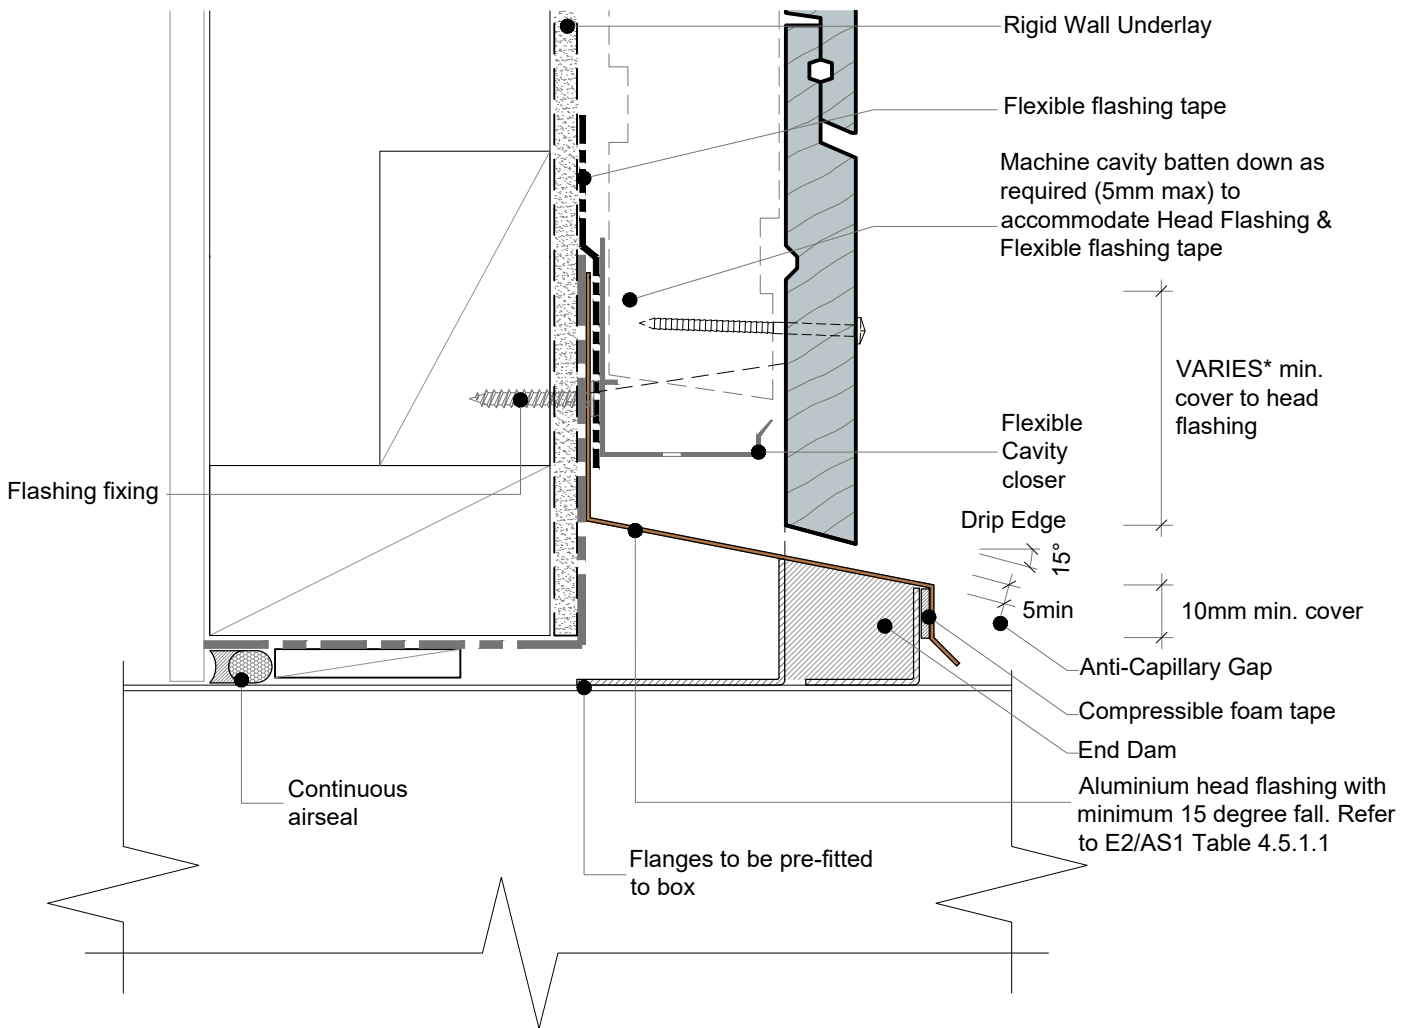 Rigid Wall Underlay
Flexible flashing tape
Machine cavity batten down as
required (5mm max) to
accommodate Head Flashing &
Flexible flashing tape
VARIES* min.
cover to head
flashing
Flexible
Cavity
closer
Flashing fixing
Drip Edge
15°
5min
10mm min. cover
Anti-Capillary Gap
Compressible foam tape
End Dam
Aluminium head flashing with
minimum 15 degree fall. Refer
to E2/AS1 Table 4.5.1.1
Continuous
airseal
Flanges to be pre-fitted
to box